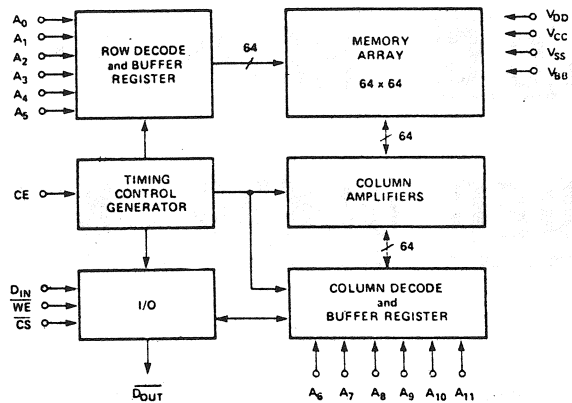 A0
A1
A2
A3
A4
A5
ROW DECODE
and BUFFER
REGISTER
64
MEMORY
ARRAY
64 x 64
VDD
VCC
VSS
VBB
64
CE
TIMING
CONTROL
GENERATOR
COLUMN
AMPLIFIERS
64
DIN
WE
CS
I/O
COLUMN DECODE
and
BUFFER REGISTER
DOUT
A6
A7
A8
A9
A10
A11